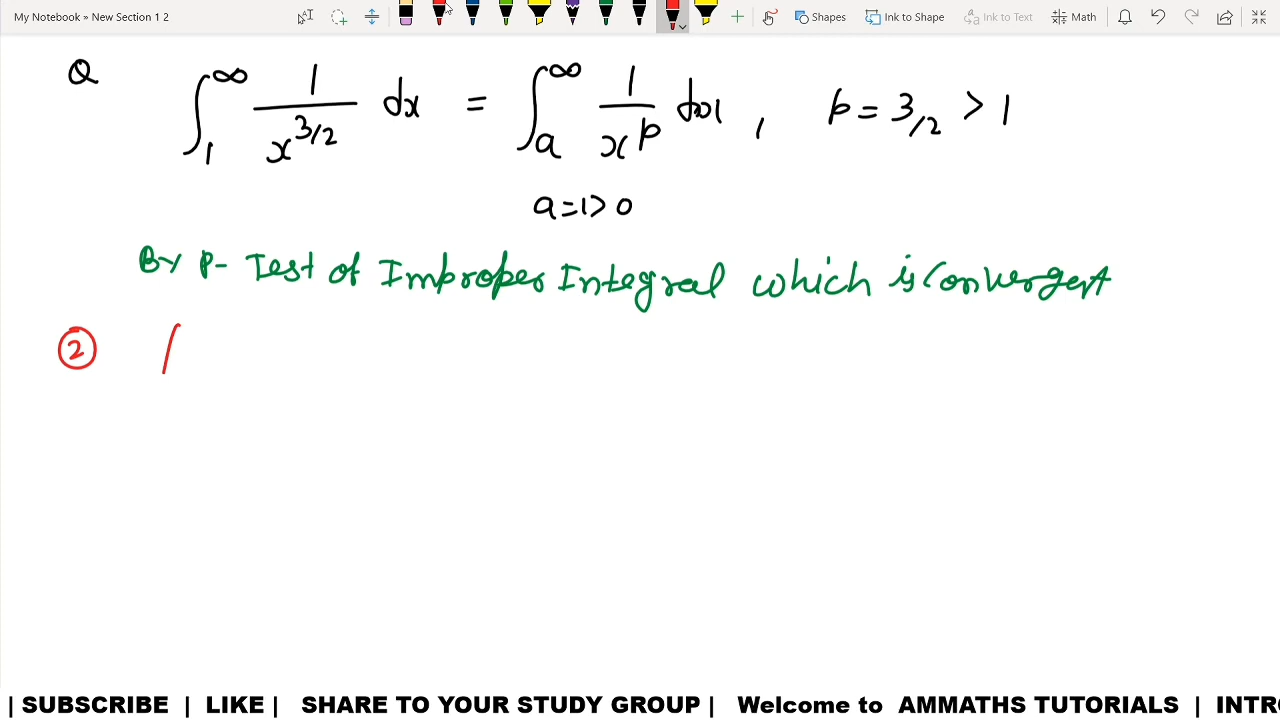 My Notebook » New Section 1 2
Shapes Ink to Shape Ink to Text Math
Q ∫₁^∞ 1/x^{3/2} dx = ∫ₐ^∞ 1/x^p dx, p = 3/2 > 1
a=1>0
By P- Test of Improper Integral which is Convergent
② ∫
| SUBSCRIBE | LIKE | SHARE TO YOUR STUDY GROUP | Welcome to AMMATHS TUTORIALS | INTR